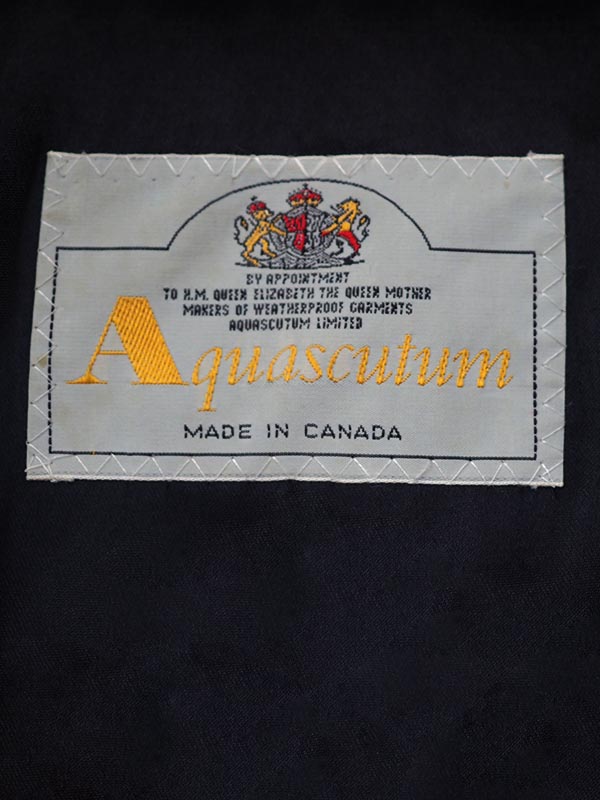 BY APPOINTMENT
TO H.M. QUEEN ELIZABETH THE QUEEN MOTHER
MAKERS OF WEATHERPROOF GARMENTS
AQUASCUTUM LIMITED
Aquascutum
MADE IN CANADA